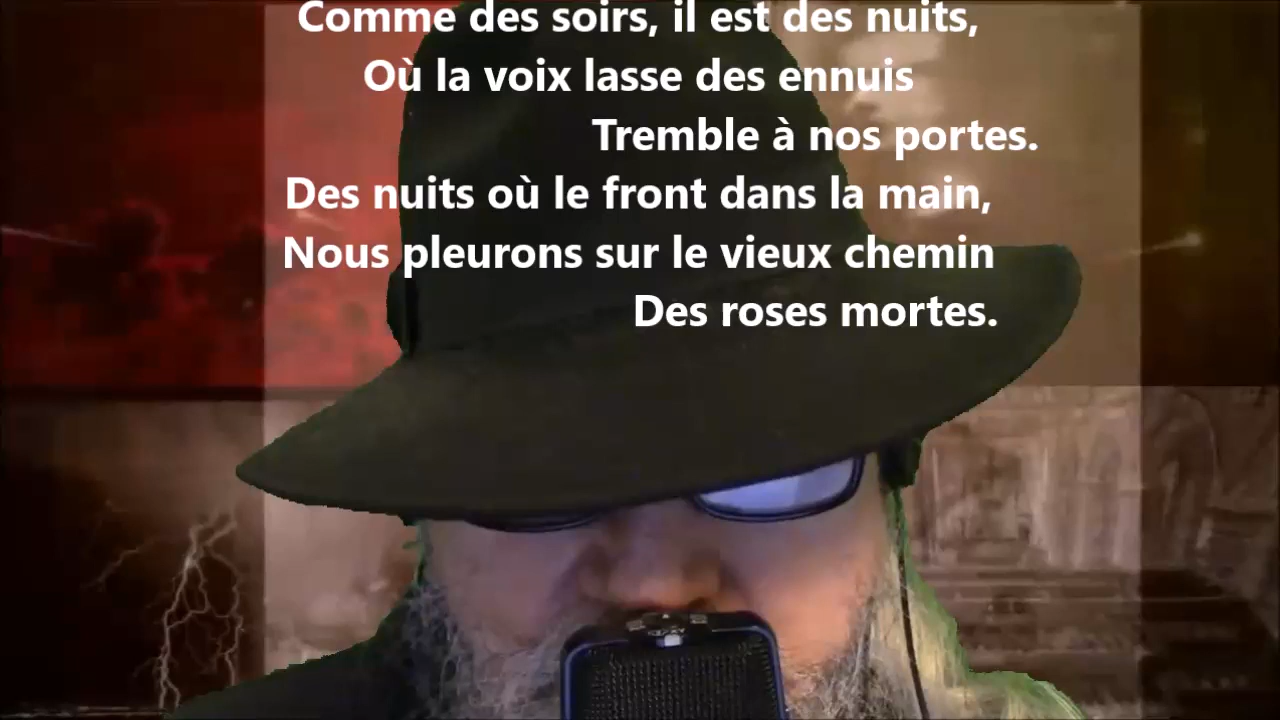 Comme des soirs, il est des nuits,
Où la voix lasse des ennuis
Tremble à nos portes.
Des nuits où le front dans la main,
Nous pleurons sur le vieux chemin
Des roses mortes.